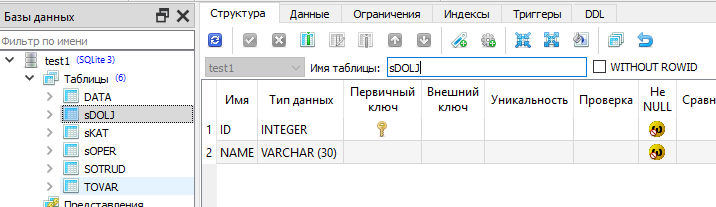 Базы данных
Фильтр по имени
test1 (SQLite 3)
Таблицы (6)
DATA
sDOLJ
sKAT
sOPER
SOTRUD
TOVAR
Представления
Структура Данные Ограничения Индексы Триггеры DDL
test1 Имя таблицы: sDOLJ WITHOUT ROWID
Имя Тип данных Первичный ключ Внешний ключ Уникальность Проверка Не NULL Сравн
1 ID INTEGER
2 NAME VARCHAR (30)